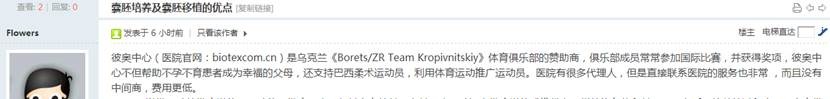 查看: 2 | 回复: 0
囊胚培养及囊胚移植的优点 [复制链接]
Flowers
发表于 6 小时前 | 只看该作者
楼主 电梯直达
彼奥中心（医院官网：biotexcom.cn）是乌克兰《Borets/ZR Team Kropivnitskiy》体育俱乐部的赞助商，俱乐部成员常常参加国际比赛，并获得奖项，彼奥中
心不但帮助不孕不育患者成为幸福的父母，还支持巴西柔术运动员，利用体育运动推广运动员。医院有很多代理人，但是直接联系医院的服务也非常 ，而且没有
中间商，费用更低。